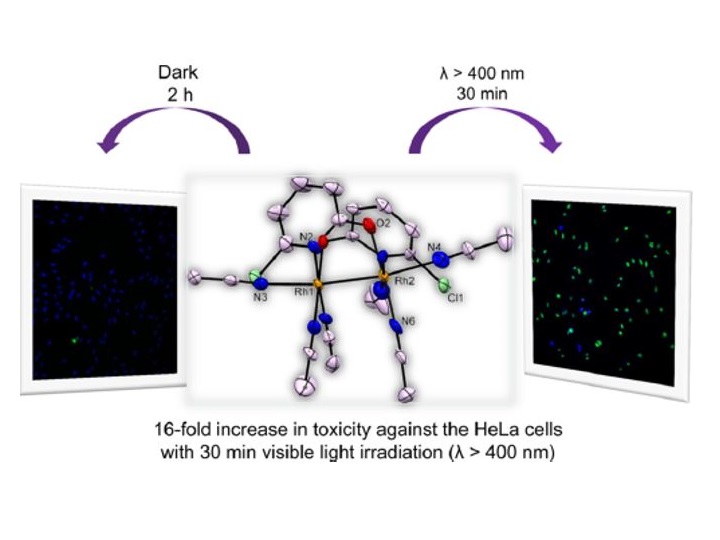 Dark
2 h
λ > 400 nm
30 min
N2
O2
N4
N3
Rh1
Rh2
Cl1
N6
16-fold increase in toxicity against the HeLa cells
with 30 min visible light irradiation (λ > 400 nm)